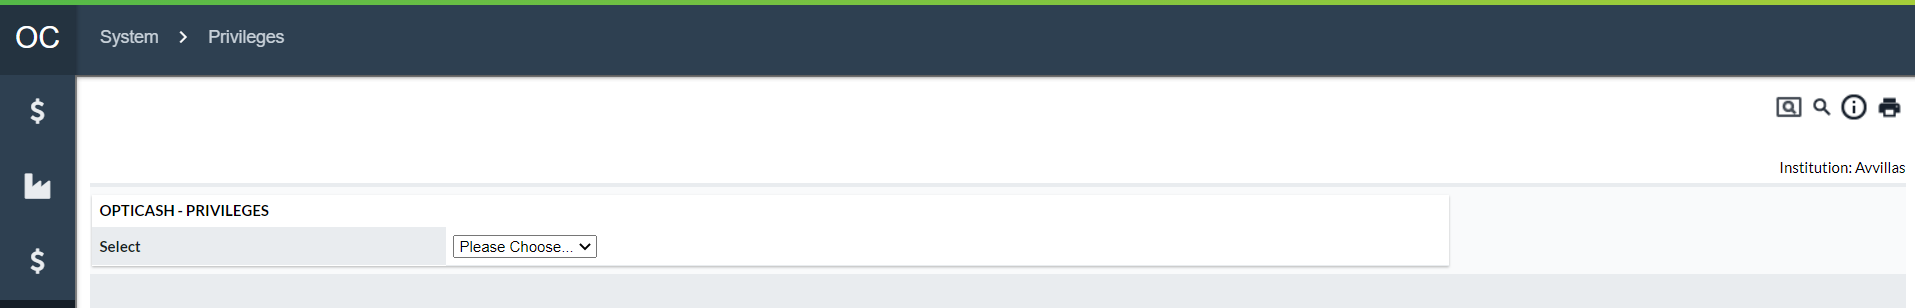 OC
System > Privileges
$
$
Institution: Avvillas
OPTICASH - PRIVILEGES
Select
Please Choose...